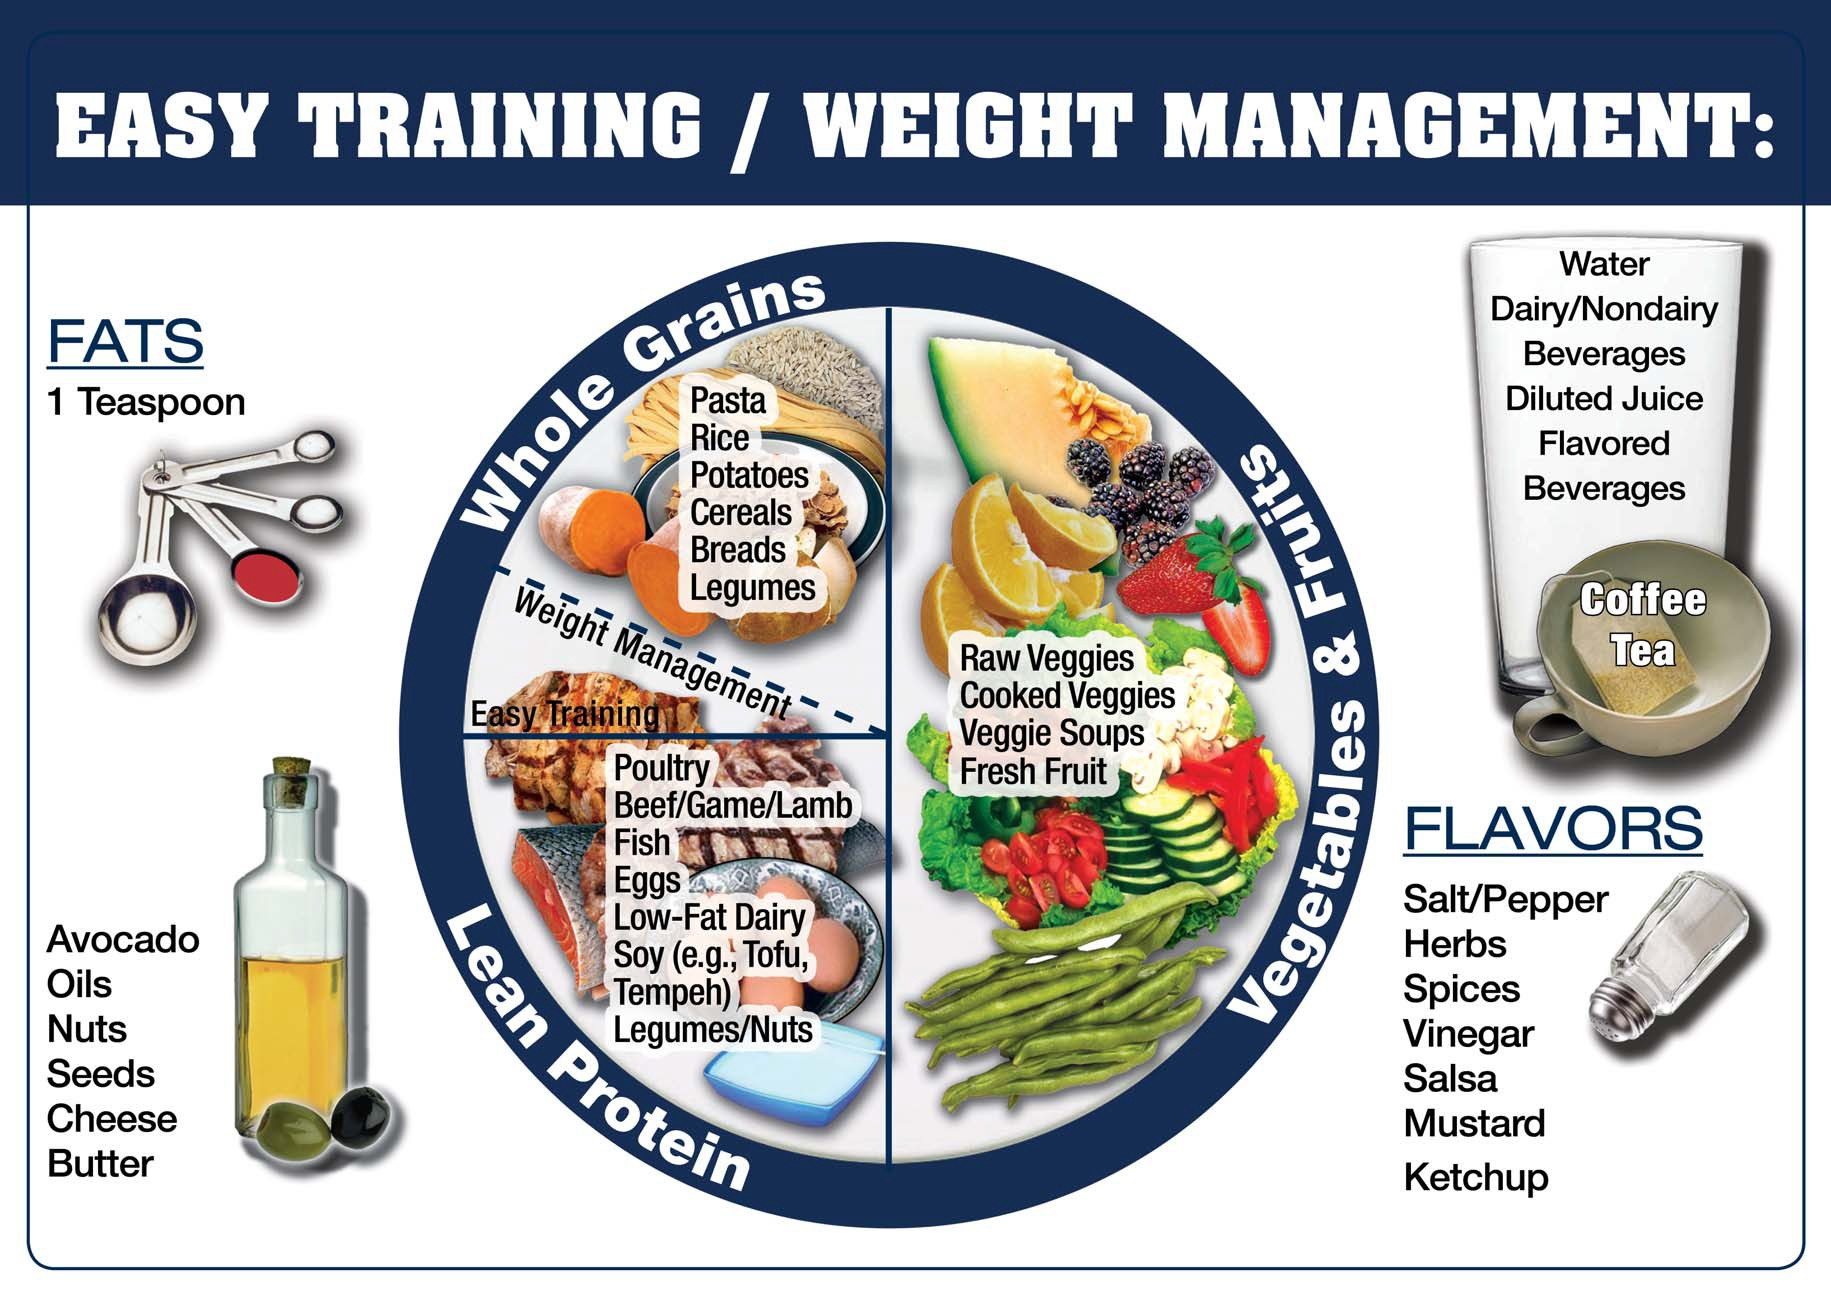 EASY TRAINING / WEIGHT MANAGEMENT:
FATS
1 Teaspoon
Avocado
Oils
Nuts
Seeds
Cheese
Butter
Whole Grains
Pasta
Rice
Potatoes
Cereals
Breads
Legumes
Weight Management
Easy Training
Poultry
Beef/Game/Lamb
Fish
Eggs
Low-Fat Dairy
Soy (e.g., Tofu,
Tempeh)
Legumes/Nuts
Lean Protein
Vegetables & Fruits
Raw Veggies
Cooked Veggies
Veggie Soups
Fresh Fruit
Water
Dairy/Nondairy
Beverages
Diluted Juice
Flavored
Beverages
Coffee
Tea
FLAVORS
Salt/Pepper
Herbs
Spices
Vinegar
Salsa
Mustard
Ketchup